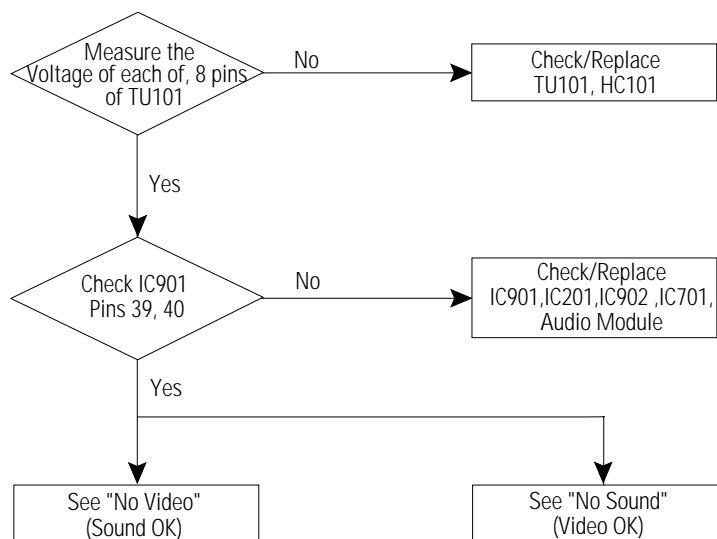 Measure the
Voltage of each of, 8 pins
of TU101
No
Check/Replace
TU101, HC101
Yes
Check IC901
Pins 39, 40
No
Check/Replace
IC901,IC201,IC902 ,IC701,
Audio Module
Yes
See "No Video"
(Sound OK)
See "No Sound"
(Video OK)